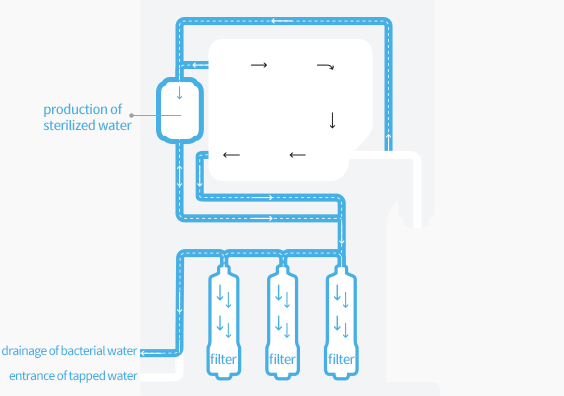 production of
sterilized water
filter
filter
filter
drainage of bacterial water
entrance of tapped water